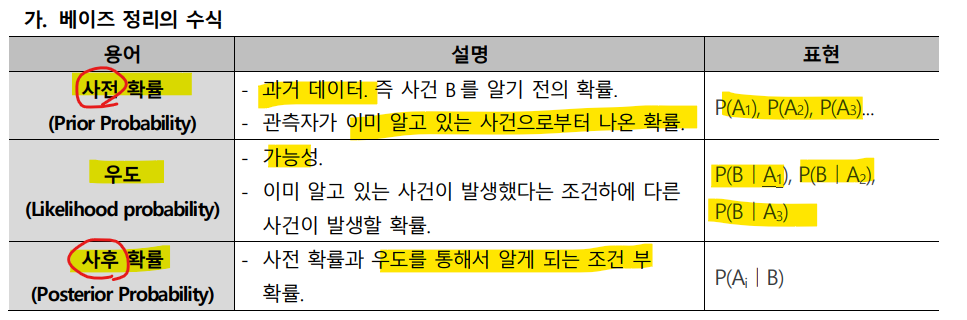 가. 베이즈 정리의 수식
용어 설명 표현
사전 확률
(Prior Probability)
- 과거 데이터. 즉 사건 B를 알기 전의 확률.
- 관측자가 이미 알고 있는 사건으로부터 나온 확률.
P(A1), P(A2), P(A3)...
우도
(Likelihood probability)
- 가능성.
- 이미 알고 있는 사건이 발생했다는 조건하에 다른
사건이 발생할 확률.
P(B | A1), P(B | A2),
P(B | A3)
사후 확률
(Posterior Probability)
- 사전 확률과 우도를 통해서 알게 되는 조건 부
확률.
P(Ai | B)